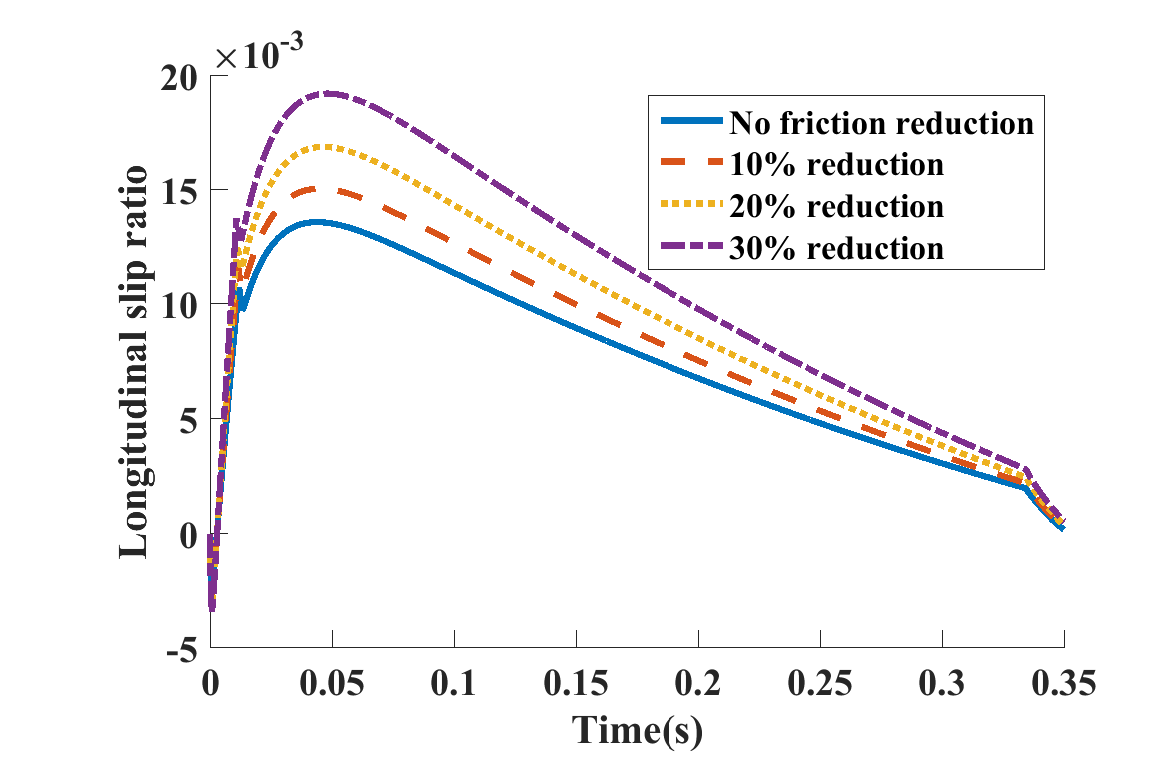 ×10-3
20
15
10
5
0
-5
Longitudinal slip ratio
No friction reduction
10% reduction
20% reduction
30% reduction
0 0.05 0.1 0.15 0.2 0.25 0.3 0.35
Time(s)